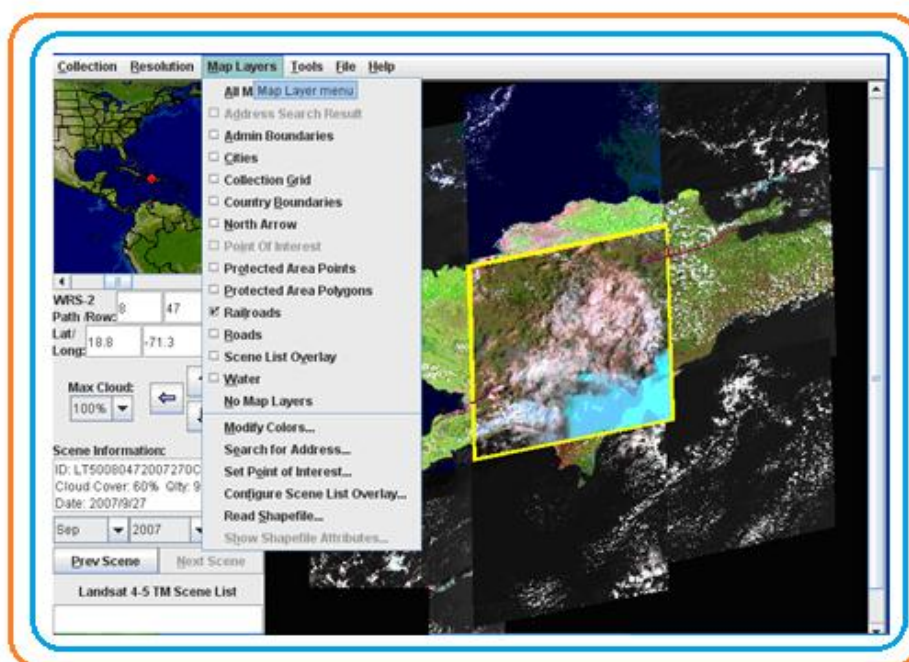 Collection Resolution Map Layers Tools File Help
All M Map Layer menu
Address Search Result
Admin Boundaries
Cities
Collection Grid
Country Boundaries
North Arrow
Point Of Interest
Protected Area Points
Protected Area Polygons
Railroads
Roads
Scene List Overlay
Water
No Map Layers
Modify Colors...
Search for Address...
Set Point of Interest...
Configure Scene List Overlay...
Read Shapefile...
Show Shapefile Attributes...
WRS-2
Path /Row: 8 47
Lat/
Long: 18.8 -71.3
Max Cloud:
100%
Scene Information:
ID: LT50080472007270C
Cloud Cover: 60% Qlty: 9
Date: 2007/9/27
Sep 2007
Prev Scene Next Scene
Landsat 4-5 TM Scene List